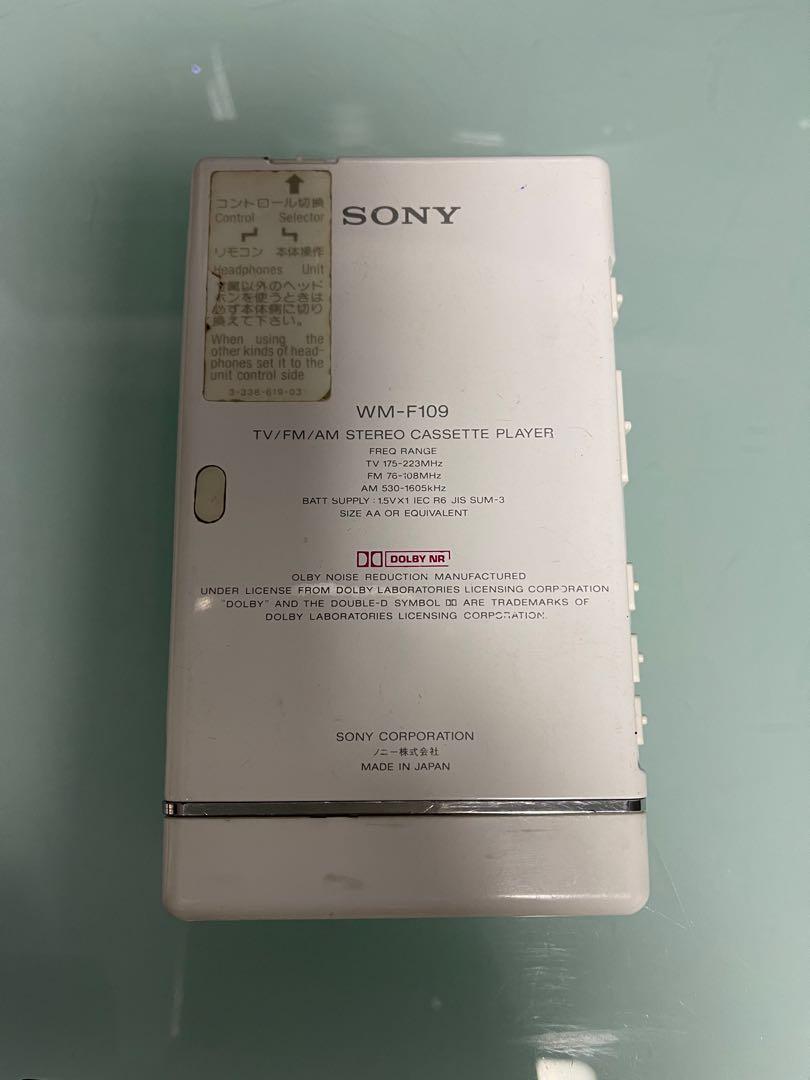 コントロール切換
Control Selector
リモコン 本体操作
Headphones Unit
属以外のヘッド
ホンを使うときは
必ず本体側に切り
換えて下さい。
When using the
other kinds of head-
phones set it to the
unit control side
3-338-619-03
SONY
WM-F109
TV/FM/AM STEREO CASSETTE PLAYER
FREQ RANGE
TV 175-223MHz
FM 76-108MHz
AM 530-1605kHz
BATT SUPPLY : 1.5V×1 IEC R6 JIS SUM-3
SIZE AA OR EQUIVALENT
DOLBY NR
OLBY NOISE REDUCTION MANUFACTURED
UNDER LICENSE FROM DOLBY LABORATORIES LICENSING CORPORATION
"DOLBY" AND THE DOUBLE-D SYMBOL ARE TRADEMARKS OF
DOLBY LABORATORIES LICENSING CORPORATION.
SONY CORPORATION
ソニー株式会社
MADE IN JAPAN